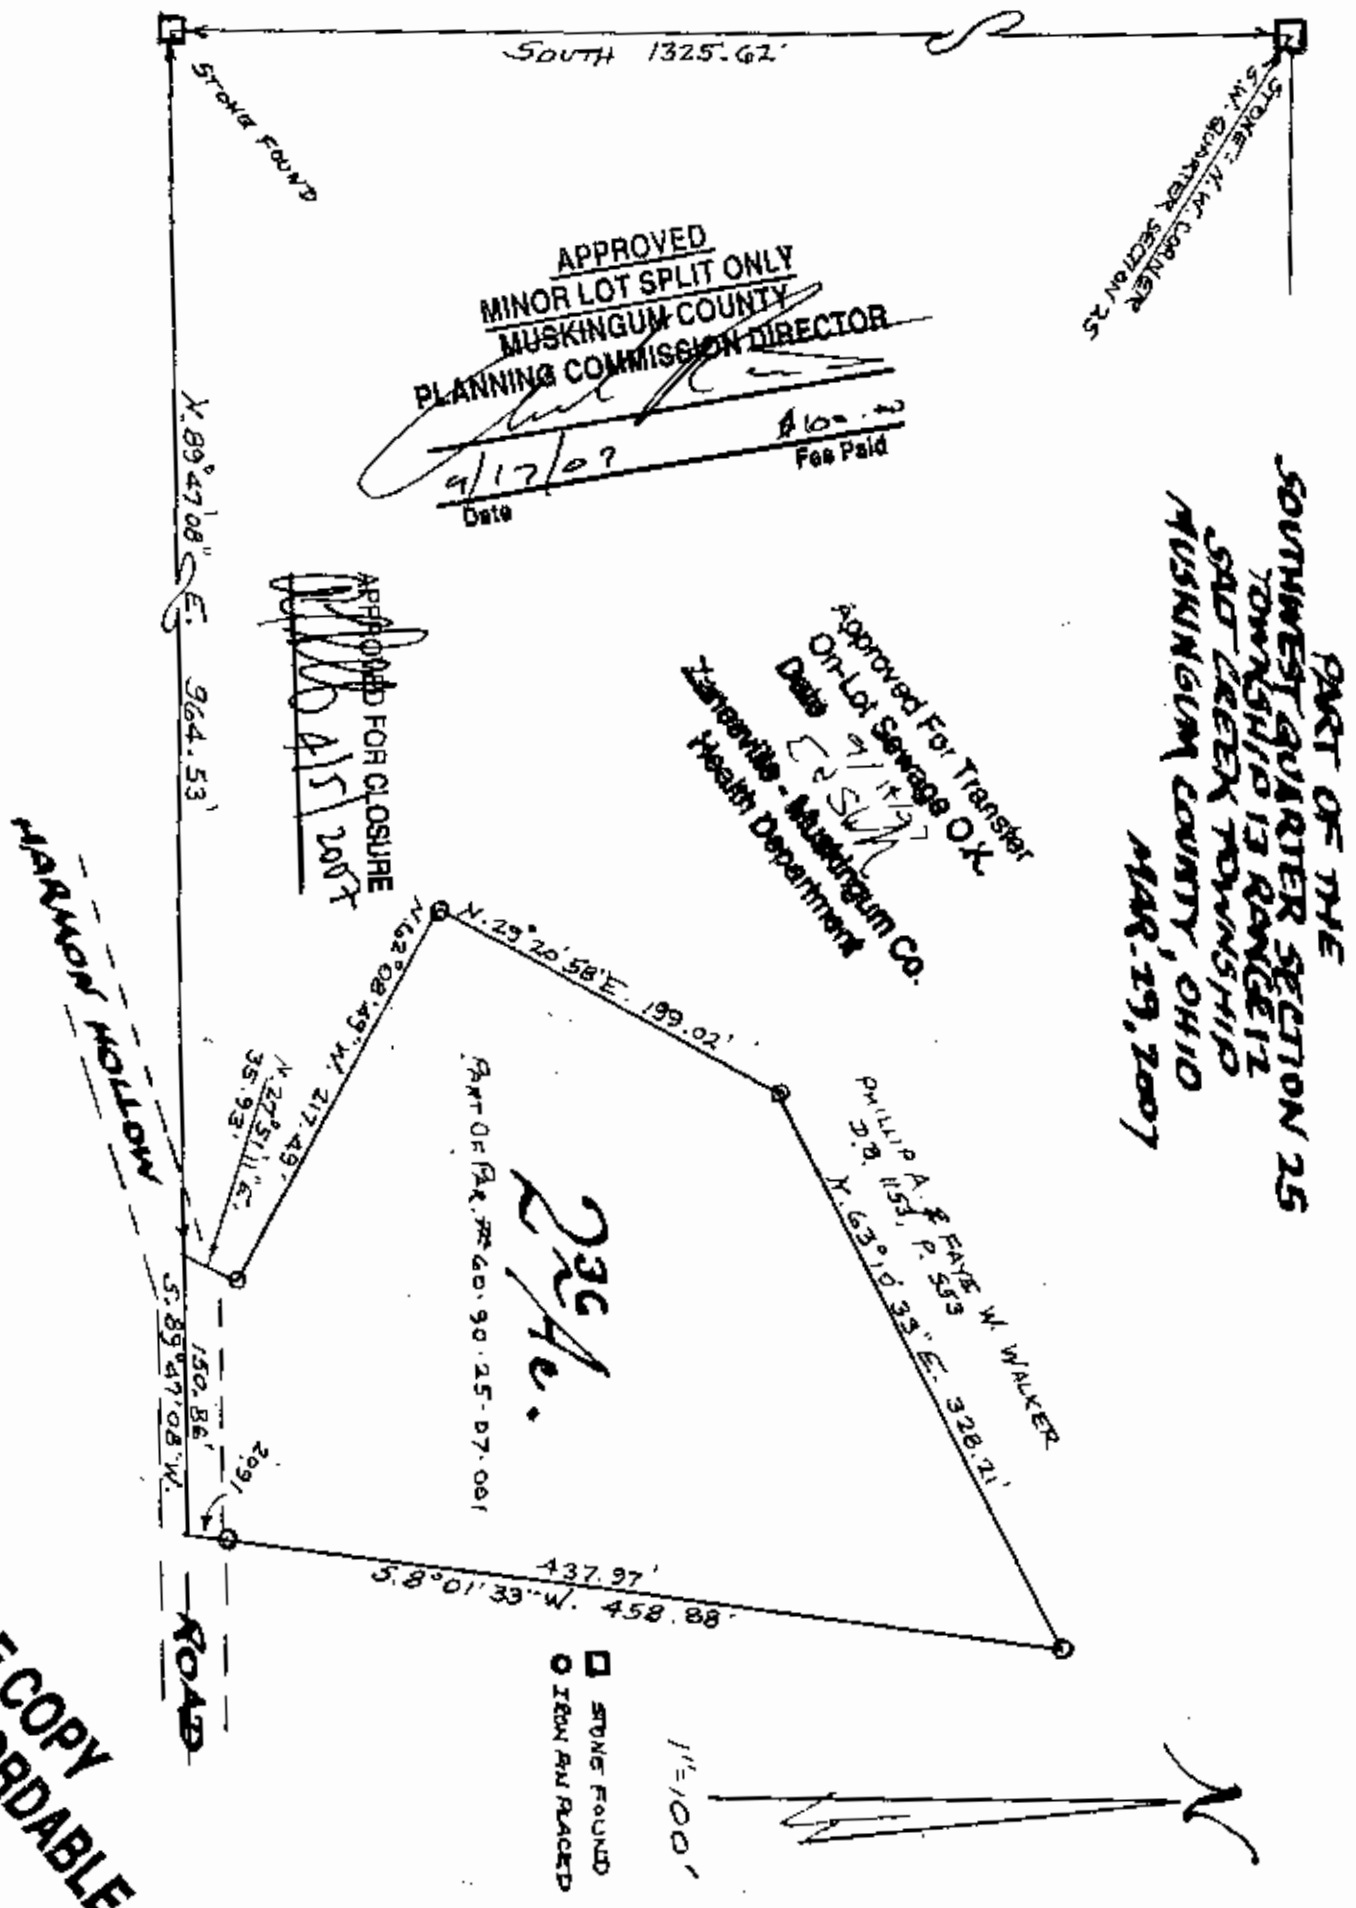 PART OF THE
SOUTHWEST QUARTER SECTION 25
TOWNSHIP 13 RANGE 12
SALT CREEK TOWNSHIP
MUSKINGUM COUNTY, OHIO
MAR. 29, 2007
STONE: N.W. CORNER
S.W. QUARTER SECTION 25
SOUTH 1325.62'
STONE FOUND
APPROVED
MINOR LOT SPLIT ONLY
MUSKINGUM COUNTY
PLANNING COMMISSION DIRECTOR
9/17/07
Date
Fee Paid
Approved For Transfer
On-Lot Sewage O.K.
Date
Zanesville - Muskingum Co.
Health Department
APPROVED FOR CLOSURE
4/5/2007
N. 89°47'08" E. 964.53'
N. 62°08'49" W. 217.49'
N. 29°20'58" E. 199.02'
PHILLIP A. & FAYE W. WALKER
D.B. 1153, P. 553
N. 63°10'33" E. 328.21'
N. 27°51'11" E.
35.93'
2.36 Ac.
PART OF PAR. # 60-90-25-07-001
150.86'
S. 89°47'08" W.
20.91
437.97'
S. 8°01'33" W. 458.88'
HARMON HOLLOW
ROAD
STONE FOUND
IRON PIN PLACED
1"=100'
COPY